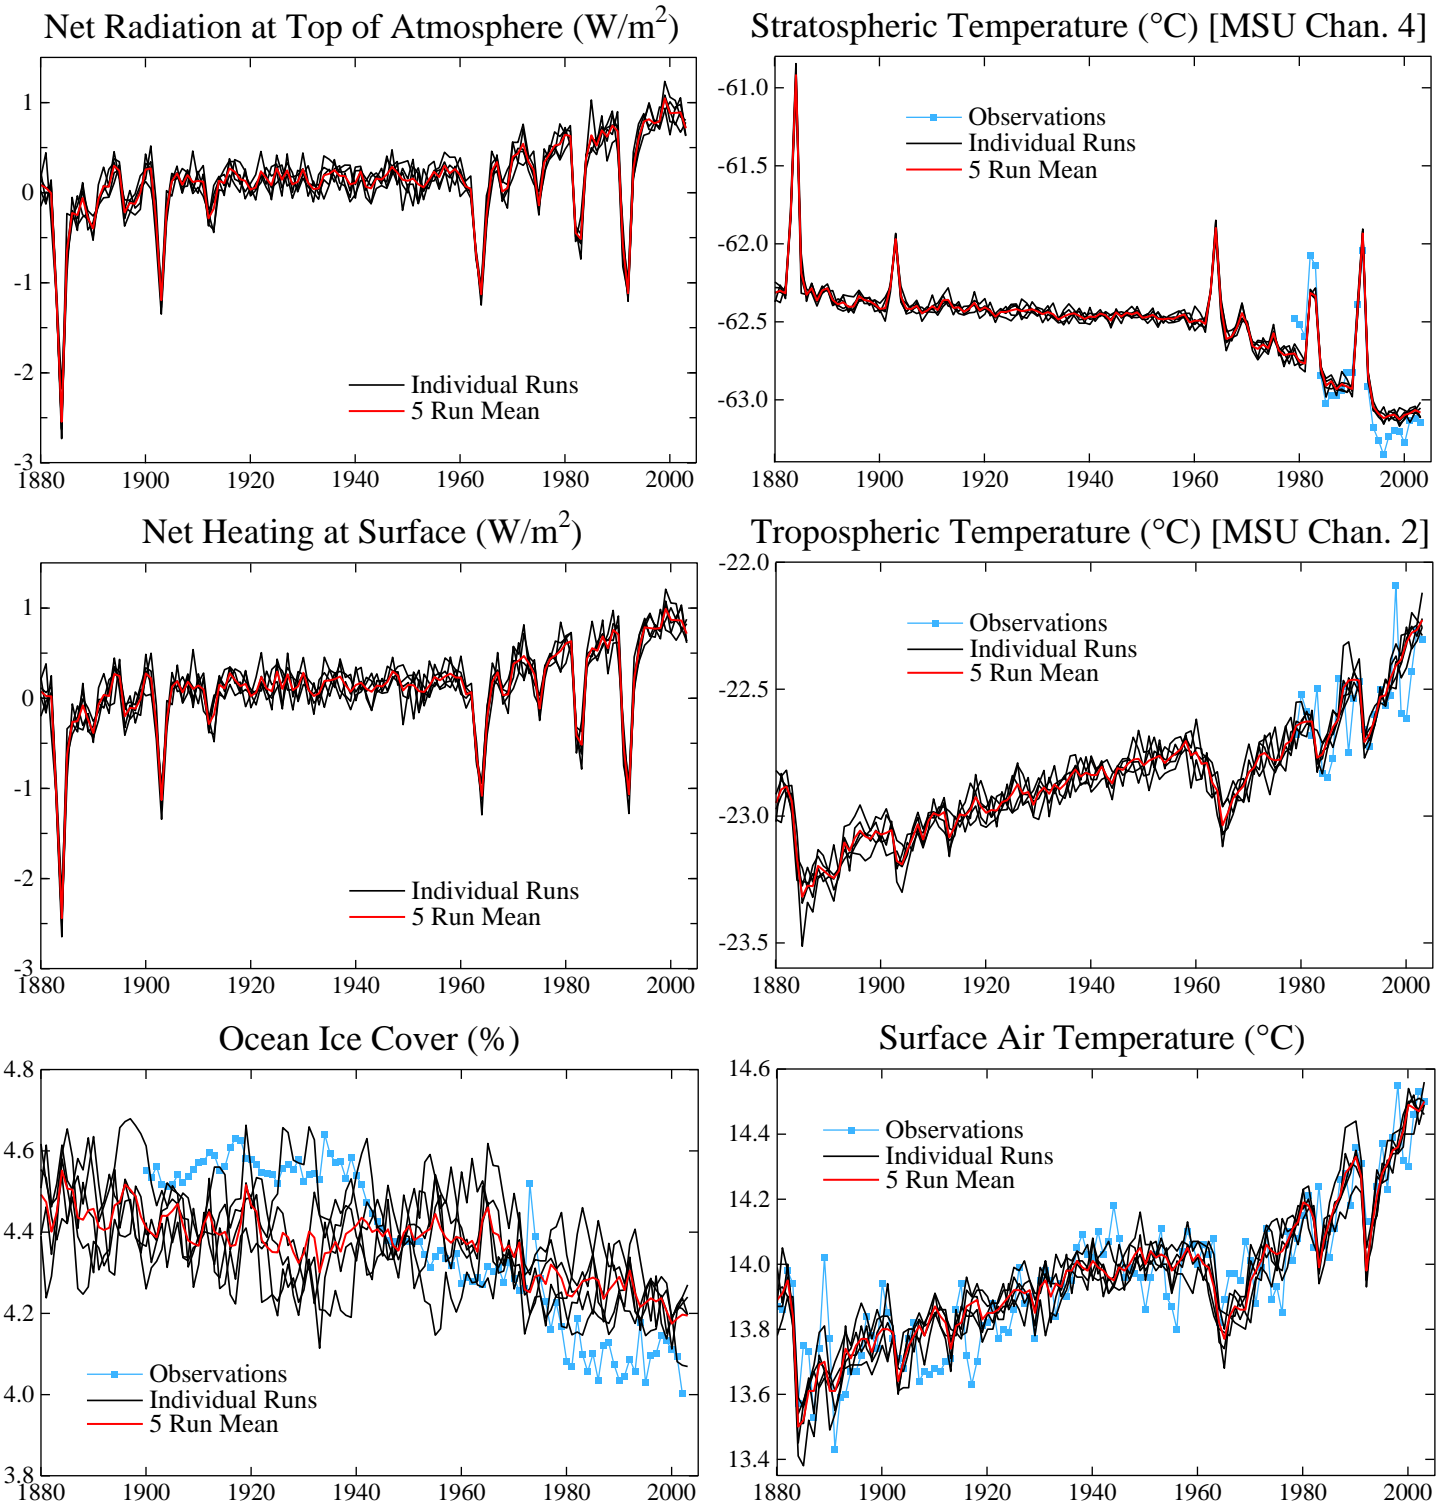 Net Radiation at Top of Atmosphere (W/m²)
1
0
-1
-2
-3
1880 1900 1920 1940 1960 1980 2000
Individual Runs
5 Run Mean
Stratospheric Temperature (°C) [MSU Chan. 4]
-61.0
-61.5
-62.0
-62.5
-63.0
1880 1900 1920 1940 1960 1980 2000
Observations
Individual Runs
5 Run Mean
Net Heating at Surface (W/m²)
1
0
-1
-2
-3
1880 1900 1920 1940 1960 1980 2000
Individual Runs
5 Run Mean
Tropospheric Temperature (°C) [MSU Chan. 2]
-22.0
-22.5
-23.0
-23.5
1880 1900 1920 1940 1960 1980 2000
Observations
Individual Runs
5 Run Mean
Ocean Ice Cover (%)
4.8
4.6
4.4
4.2
4.0
3.8
1880 1900 1920 1940 1960 1980 2000
Observations
Individual Runs
5 Run Mean
Surface Air Temperature (°C)
14.6
14.4
14.2
14.0
13.8
13.6
13.4
1880 1900 1920 1940 1960 1980 2000
Observations
Individual Runs
5 Run Mean